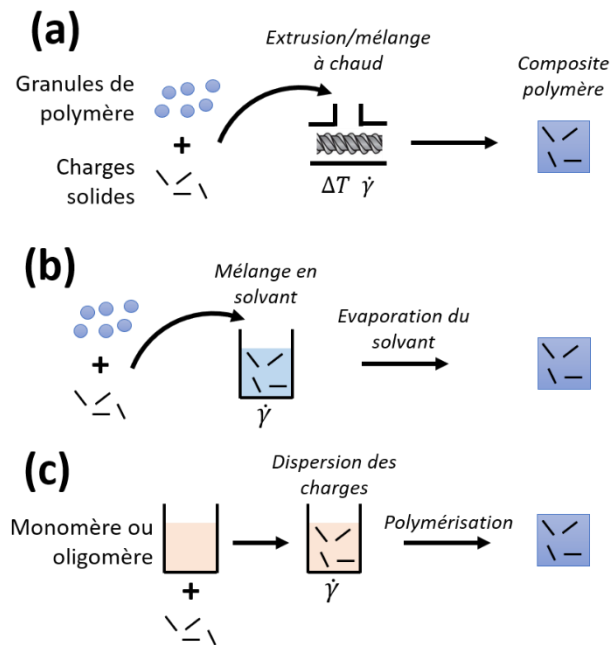 (a)
Extrusion/mélange
à chaud
Composite
polymère
Granules de
polymère
+
Charges
solides
ΔT γ̇
(b)
Mélange en
solvant
Evaporation du
solvant
+
γ̇
(c)
Dispersion des
charges
Monomère ou
oligomère
Polymérisation
+
γ̇